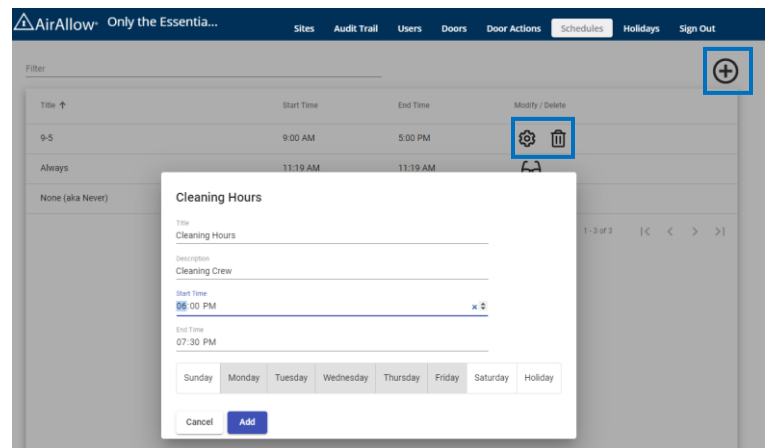 AirAllow® Only the Essentia... Sites Audit Trail Users Doors Door Actions Schedules Holidays Sign Out
Filter
Title ↑ Start Time End Time Modify / Delete
9-5 9:00 AM 5:00 PM
Always 11:19 AM 11:19 AM
None (aka Never)
1 - 3 of 3
Cleaning Hours
Title
Cleaning Hours
Description
Cleaning Crew
Start Time
06:00 PM
End Time
07:30 PM
Sunday Monday Tuesday Wednesday Thursday Friday Saturday Holiday
Cancel Add